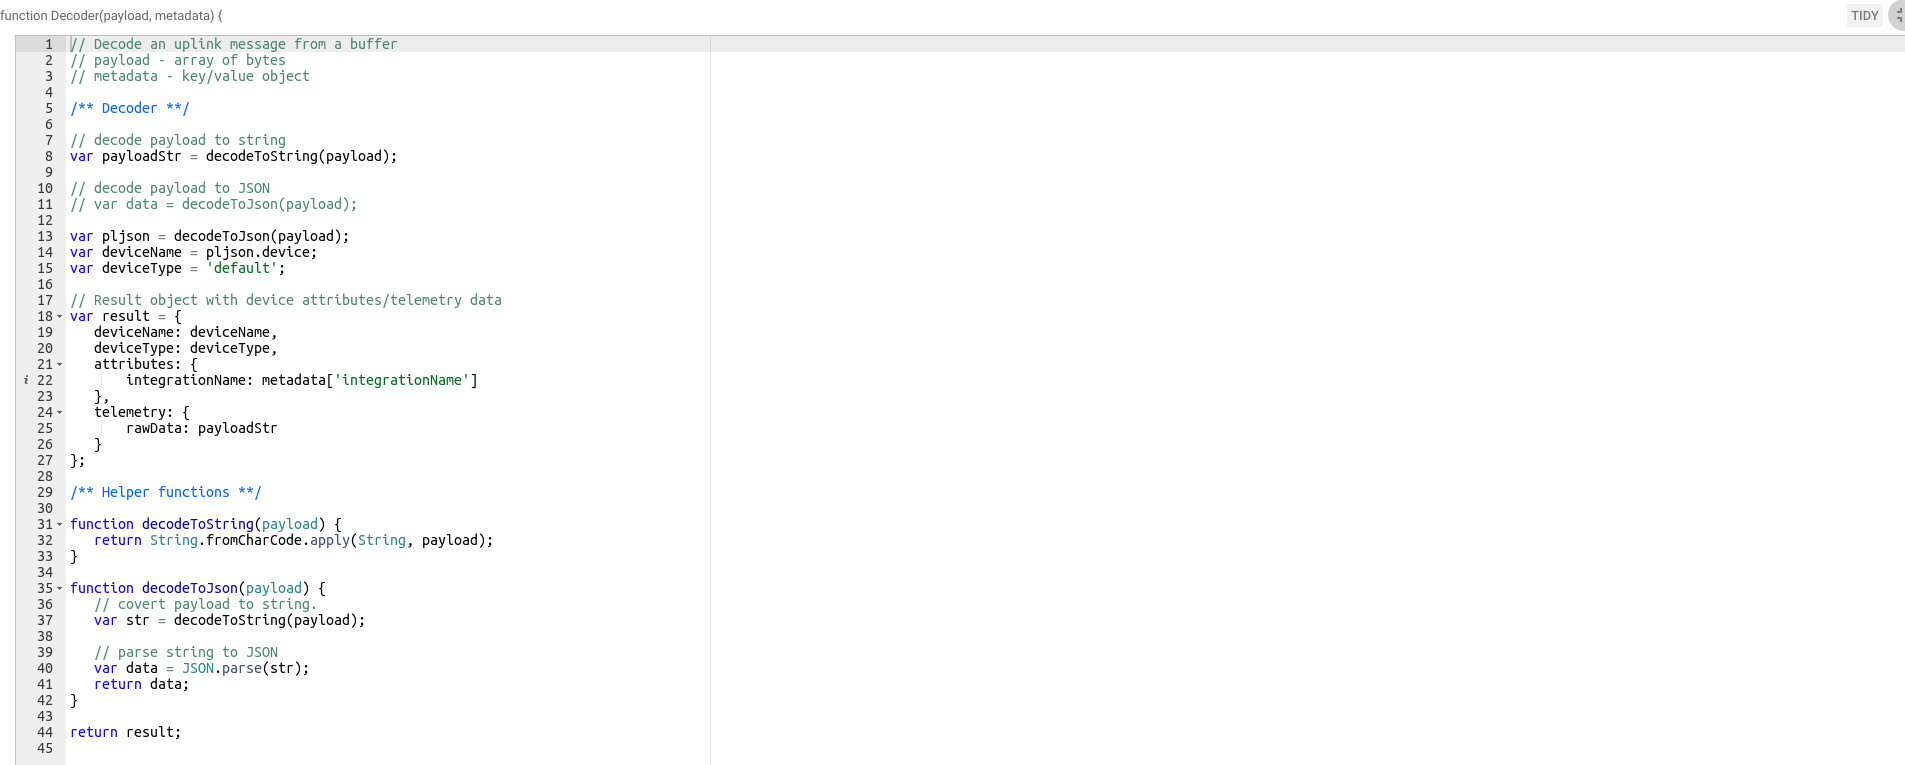 function Decoder(payload, metadata) {
TIDY
1 // Decode an uplink message from a buffer
2 // payload - array of bytes
3 // metadata - key/value object
4
5 /** Decoder **/
6
7 // decode payload to string
8 var payloadStr = decodeToString(payload);
9
10 // decode payload to JSON
11 // var data = decodeToJson(payload);
12
13 var pljson = decodeToJson(payload);
14 var deviceName = pljson.device;
15 var deviceType = 'default';
16
17 // Result object with device attributes/telemetry data
18 var result = {
19    deviceName: deviceName,
20    deviceType: deviceType,
21    attributes: {
i 22        integrationName: metadata['integrationName']
23    },
24    telemetry: {
25        rawData: payloadStr
26    }
27 };
28
29 /** Helper functions **/
30
31 function decodeToString(payload) {
32    return String.fromCharCode.apply(String, payload);
33 }
34
35 function decodeToJson(payload) {
36    // covert payload to string.
37    var str = decodeToString(payload);
38
39    // parse string to JSON
40    var data = JSON.parse(str);
41    return data;
42 }
43
44 return result;
45